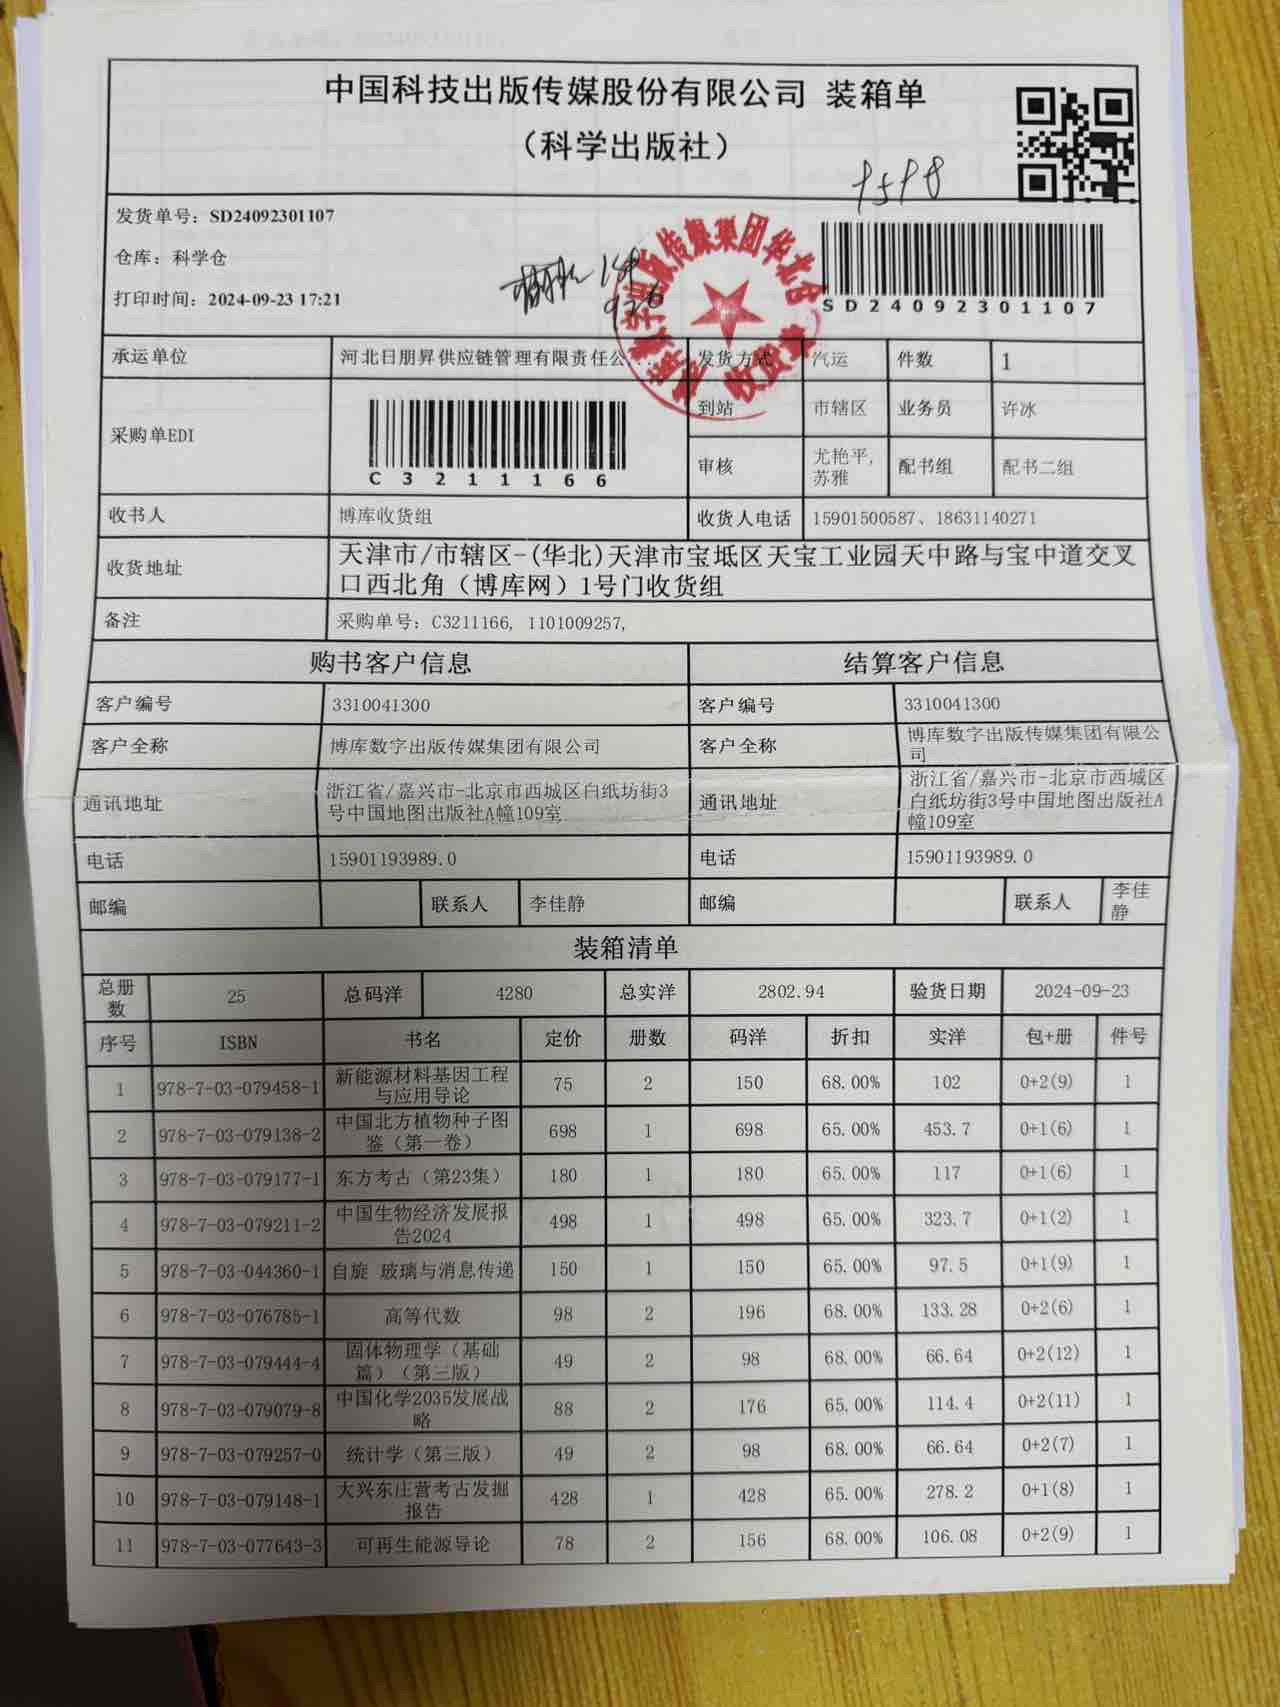 中国科技出版传媒股份有限公司 装箱单
（科学出版社）
发货单号：SD24092301107
仓库：科学仓
打印时间：2024-09-23 17:21
SD24092301107
承运单位 河北日朋昇供应链管理有限责任公 发货方式 汽运 件数 1
采购单EDI C3211166 到站 市辖区 业务员 许冰
审核 尤艳平, 配书组 配书二组
苏雅
收书人 博库收货组 收货人电话 15901500587、18631140271
收货地址 天津市/市辖区-(华北)天津市宝坻区天宝工业园天中路与宝中道交叉
口西北角（博库网）1号门收货组
备注 采购单号：C3211166, 1101009257,
购书客户信息 结算客户信息
客户编号 3310041300 客户编号 3310041300
客户全称 博库数字出版传媒集团有限公司 客户全称 博库数字出版传媒集团有限公
司
通讯地址 浙江省/嘉兴市-北京市西城区白纸坊街3 通讯地址 浙江省/嘉兴市-北京市西城区
号中国地图出版社A幢109室 白纸坊街3号中国地图出版社A
幢109室
电话 15901193989.0 电话 15901193989.0
邮编 联系人 李佳静 邮编 联系人 李佳
静
装箱清单
总册 25 总码洋 4280 总实洋 2802.94 验货日期 2024-09-23
数
序号 ISBN 书名 定价 册数 码洋 折扣 实洋 包+册 件号
1 978-7-03-079458-1 新能源材料基因工程 75 2 150 68.00% 102 0+2(9) 1
与应用导论
2 978-7-03-079138-2 中国北方植物种子图 698 1 698 65.00% 453.7 0+1(6) 1
鉴（第一卷）
3 978-7-03-079177-1 东方考古（第23集） 180 1 180 65.00% 117 0+1(6) 1
4 978-7-03-079211-2 中国生物经济发展报 498 1 498 65.00% 323.7 0+1(2) 1
告2024
5 978-7-03-044360-1 自旋 玻璃与消息传递 150 1 150 65.00% 97.5 0+1(9) 1
6 978-7-03-076785-1 高等代数 98 2 196 68.00% 133.28 0+2(6) 1
7 978-7-03-079444-4 固体物理学（基础 49 2 98 68.00% 66.64 0+2(12) 1
篇）（第三版）
8 978-7-03-079079-8 中国化学2035发展战 88 2 176 65.00% 114.4 0+2(11) 1
略
9 978-7-03-079257-0 统计学（第三版） 49 2 98 68.00% 66.64 0+2(7) 1
10 978-7-03-079148-1 大兴东庄营考古发掘 428 1 428 65.00% 278.2 0+1(8) 1
报告
11 978-7-03-077643-3 可再生能源导论 78 2 156 68.00% 106.08 0+2(9) 1